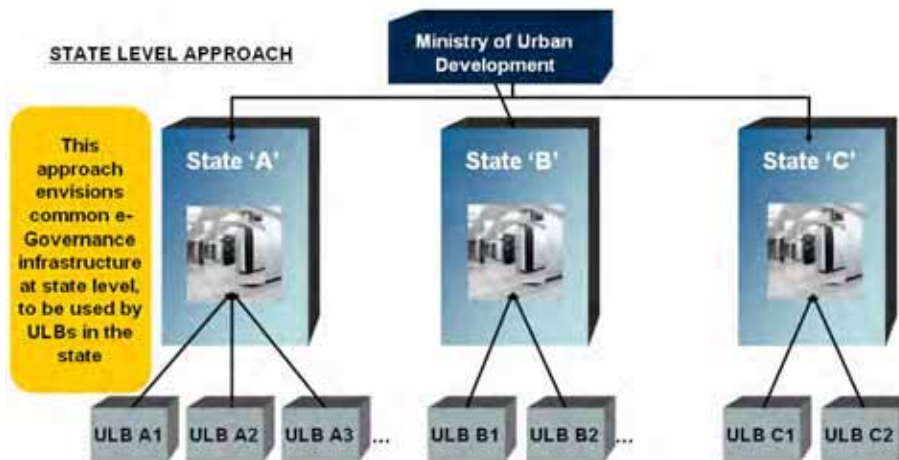 STATE LEVEL APPROACH
Ministry of Urban
Development
This
approach
envisions
common e-
Governance
infrastructure
at state level,
to be used by
ULBs in the
state
State ‘A’
State ‘B’
State ‘C’
ULB A1
ULB A2
ULB A3
...
ULB B1
ULB B2
...
ULB C1
ULB C2